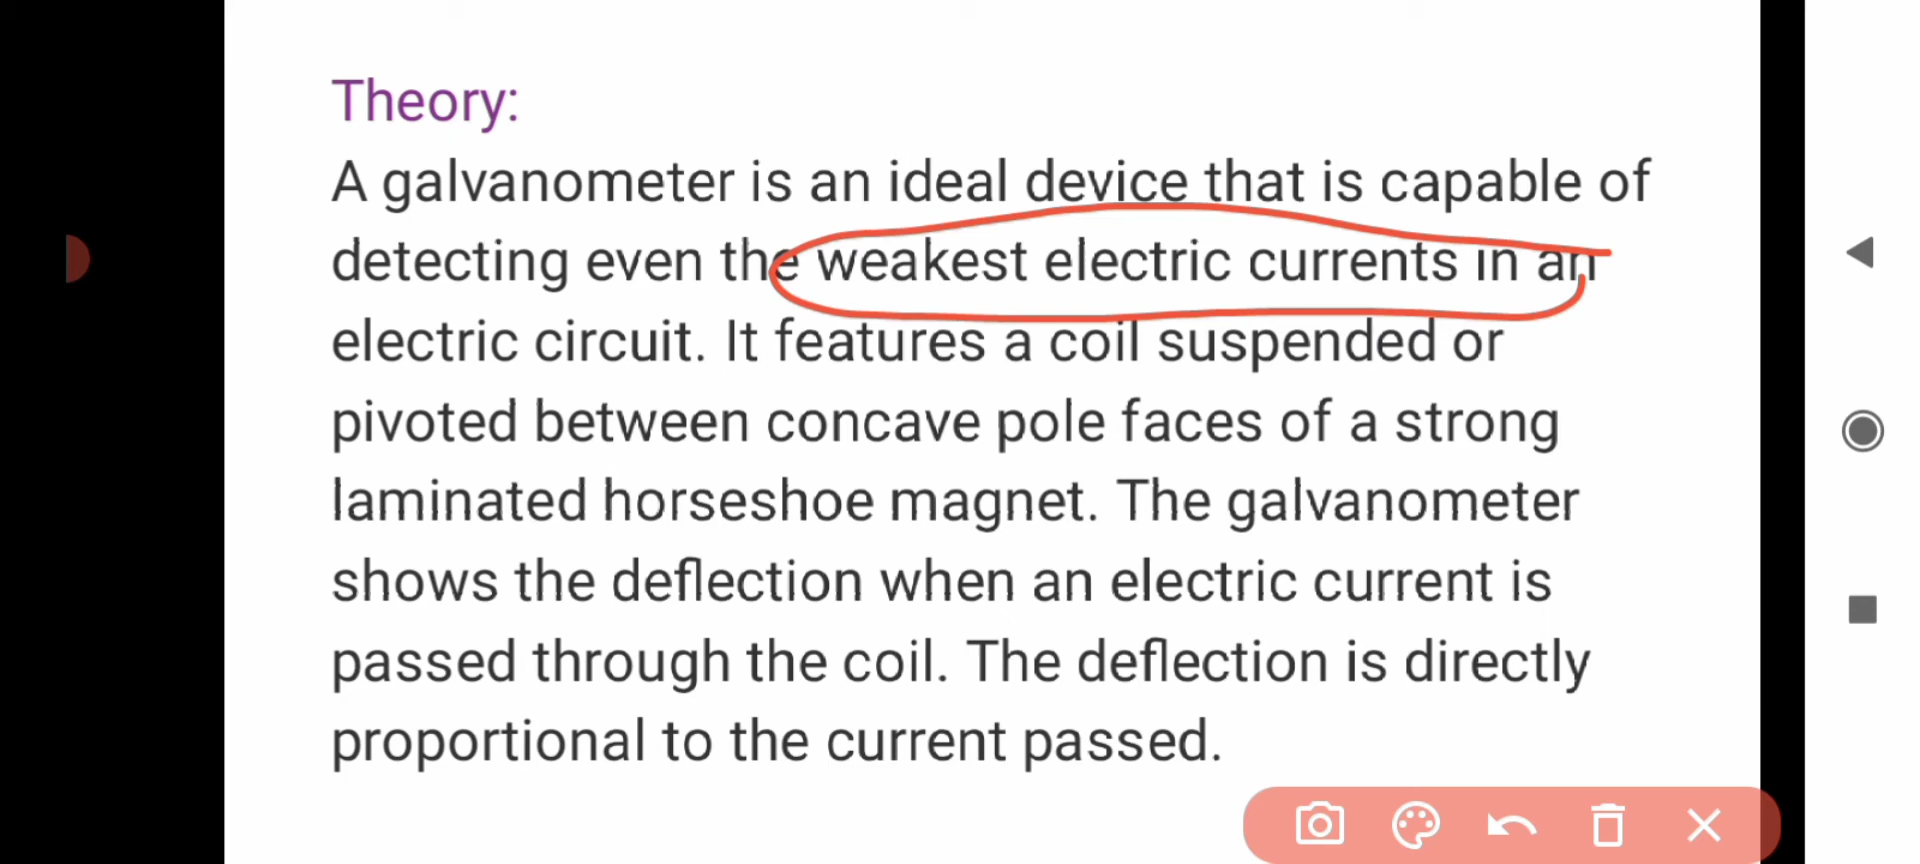 Theory:
A galvanometer is an ideal device that is capable of
detecting even the weakest electric currents in an
electric circuit. It features a coil suspended or
pivoted between concave pole faces of a strong
laminated horseshoe magnet. The galvanometer
shows the deflection when an electric current is
passed through the coil. The deflection is directly
proportional to the current passed.